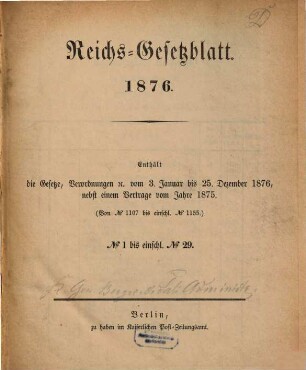 Reichs-Gesetzblatt.
1876.
Enthält
die Gesetze, Verordnungen ꝛc. vom 3. Januar bis 25. Dezember 1876,
nebst einem Vertrage vom Jahre 1875.
(Von № 1107 bis einschl. № 1155.)
№ 1 bis einschl. № 29.
Berlin,
zu haben im Kaiserlichen Post-Zeitungsamt.